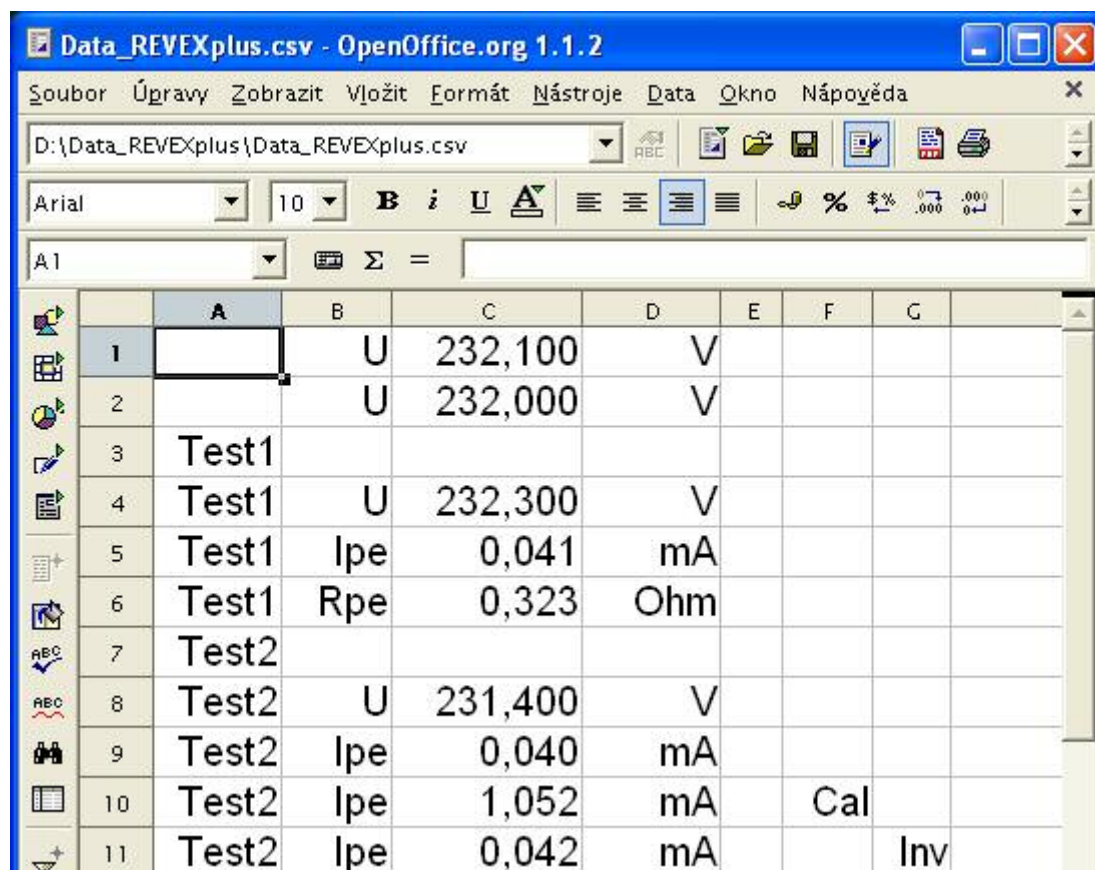 Data_REVEXplus.csv - OpenOffice.org 1.1.2
Soubor Úpravy Zobrazit Vložit Formát Nástroje Data Okno Nápověda
D:\Data_REVEXplus\Data_REVEXplus.csv
Arial 10 B i U A % $% .000 .000
A1 Σ =
A B C D E F G
1 U 232,100 V
2 U 232,000 V
3 Test1
4 Test1 U 232,300 V
5 Test1 Ipe 0,041 mA
6 Test1 Rpe 0,323 Ohm
7 Test2
8 Test2 U 231,400 V
9 Test2 Ipe 0,040 mA
10 Test2 Ipe 1,052 mA Cal
11 Test2 Ipe 0,042 mA Inv